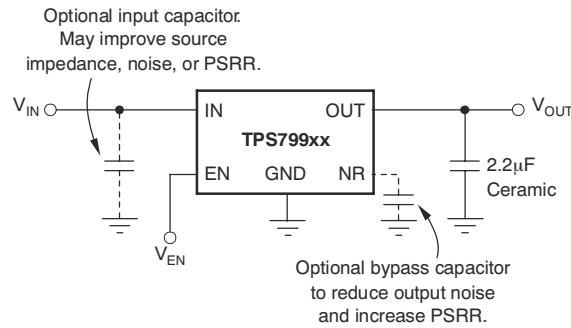 Optional input capacitor.
May improve source
impedance, noise, or PSRR.
VIN
IN
OUT
VOUT
TPS799xx
EN
GND
NR
2.2μF
Ceramic
VEN
Optional bypass capacitor
to reduce output noise
and increase PSRR.